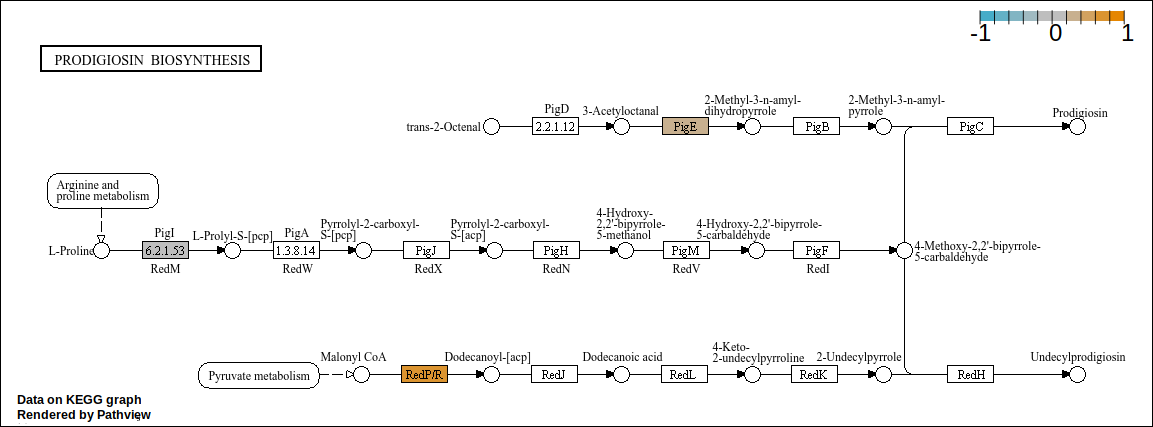 -1 0 1
PRODIGIOSIN BIOSYNTHESIS
trans-2-Octenal
PigD
2.2.1.12
3-Acetyloctanal
PigE
2-Methyl-3-n-amyl-
dihydropyrrole
PigB
2-Methyl-3-n-amyl-
pyrrole
PigC
Prodigiosin
Arginine and
proline metabolism
L-Proline
PigI
6.2.1.53
RedM
L-Prolyl-S-[pcp]
PigA
1.3.8.14
RedW
Pyrrolyl-2-carboxyl-
S-[pcp]
PigJ
RedX
Pyrrolyl-2-carboxyl-
S-[acp]
PigH
RedN
4-Hydroxy-
2,2'-bipyrrole-
5-methanol
PigM
RedV
4-Hydroxy-2,2'-bipyrrole-
5-carbaldehyde
PigF
RedI
4-Methoxy-2,2'-bipyrrole-
5-carbaldehyde
Pyruvate metabolism
Malonyl CoA
RedP/R
Dodecanoyl-[acp]
RedJ
Dodecanoic acid
RedL
4-Keto-
2-undecylpyrroline
RedK
2-Undecylpyrrole
RedH
Undecylprodigiosin
Data on KEGG graph
Rendered by Pathview